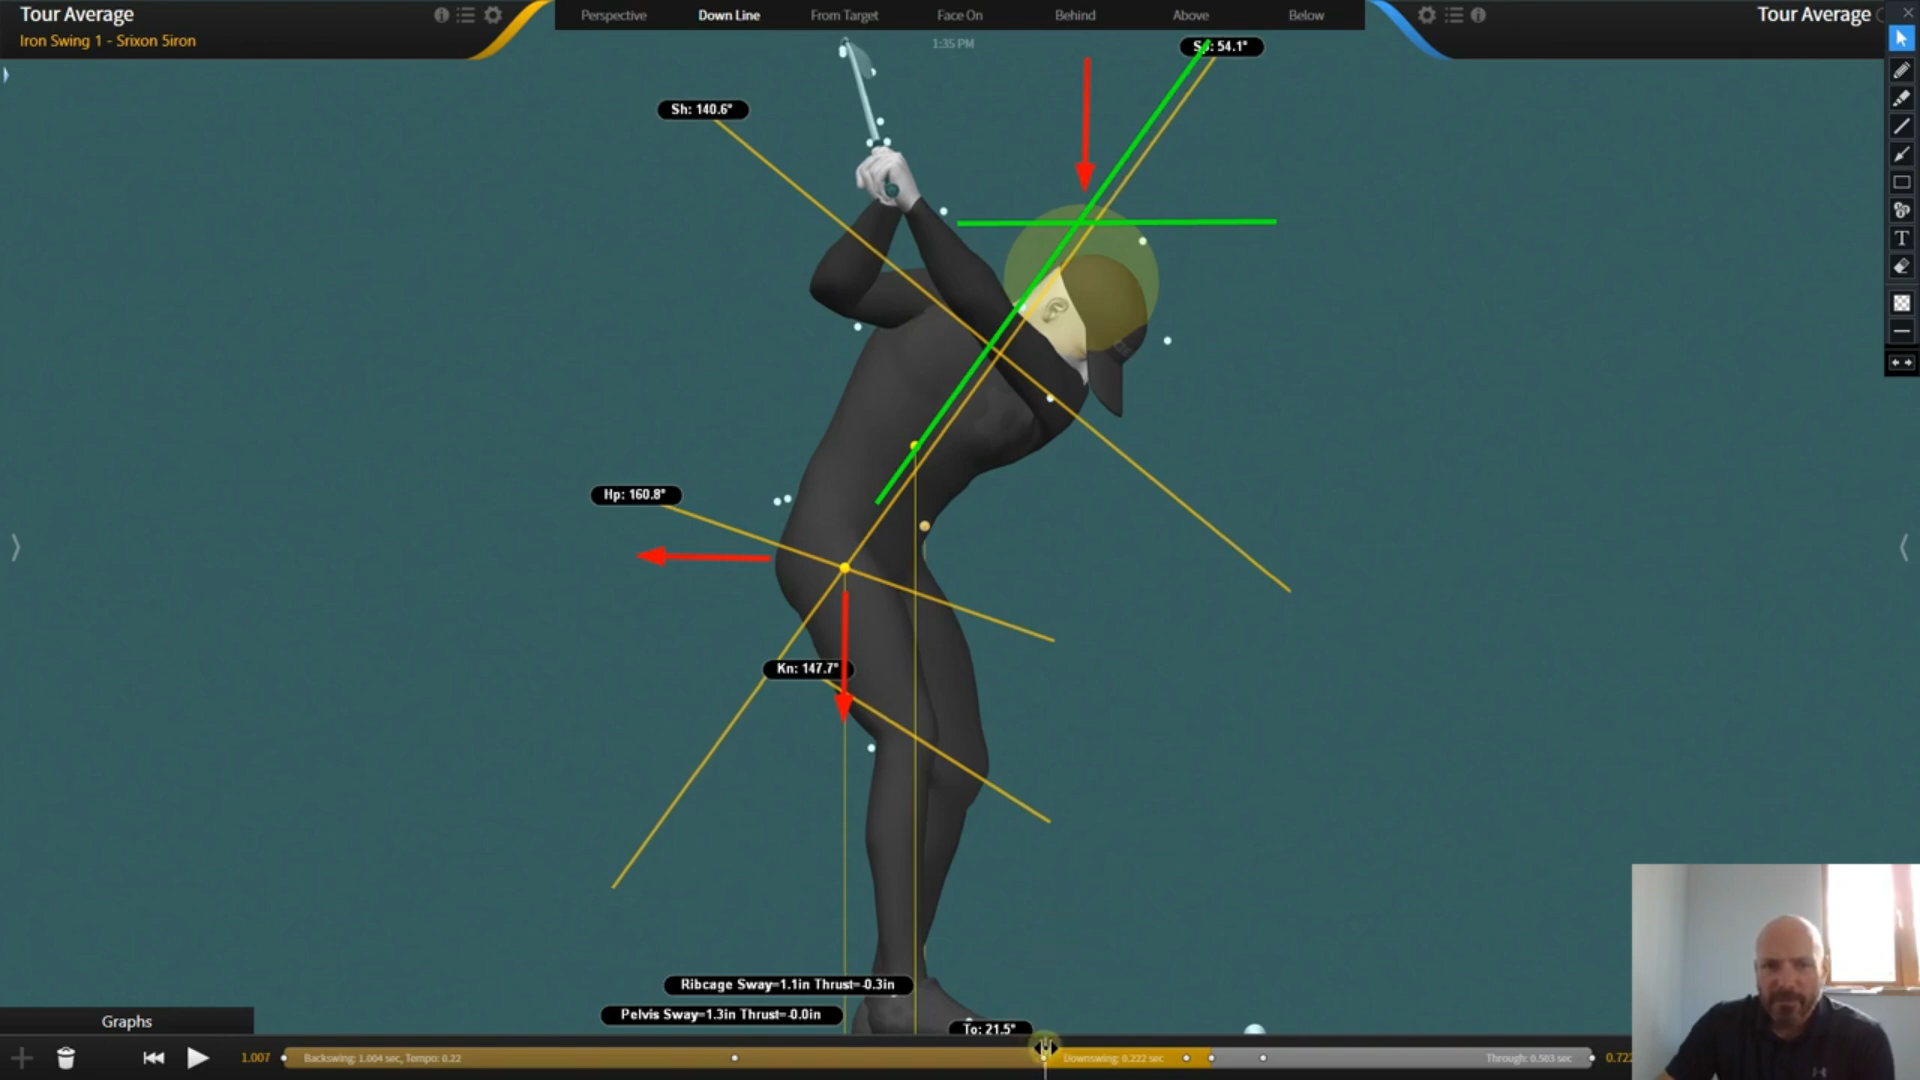 Tour Average
Iron Swing 1 - Srixon 5iron
Perspective
Down Line
From Target
Face On
Behind
Above
Below
1:35 PM
Tour Average
54.1°
Sh: 140.6°
Hp: 160.8°
Kn: 147.7°
Ribcage Sway=1.1in Thrust=-0.3in
Pelvis Sway=1.3in Thrust=-0.0in
To: 21.5°
Graphs
1.007
Backswing: 1.004 sec, Tempo: 0.22
Downswing: 0.222 sec
Through: 0.503 sec
0.722